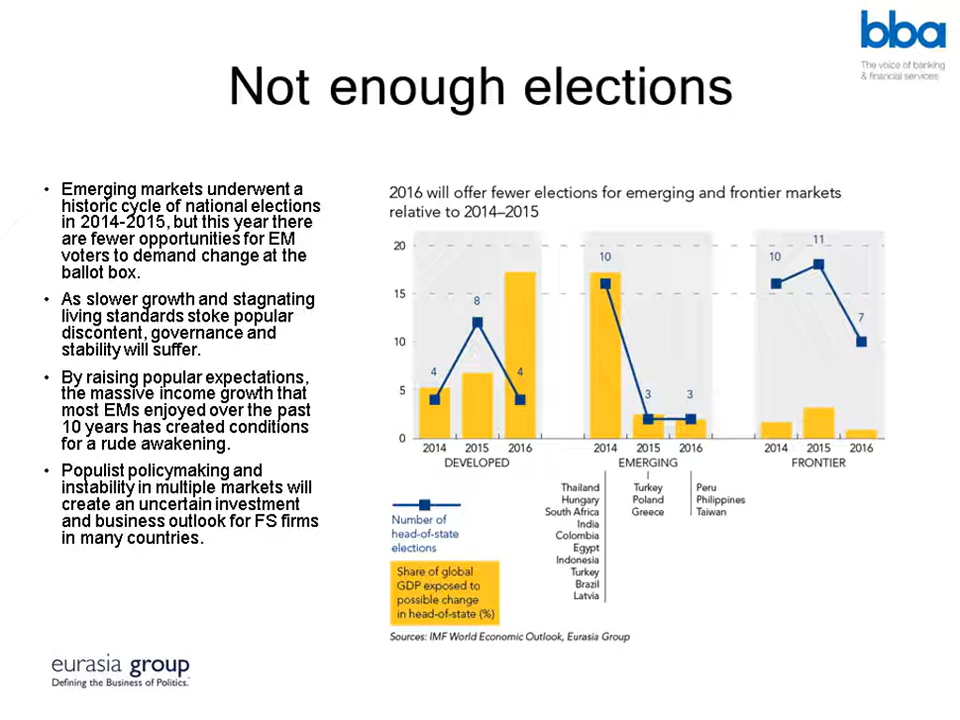 bba
The voice of banking
& financial services
Not enough elections
• Emerging markets underwent a
historic cycle of national elections
in 2014-2015, but this year there
are fewer opportunities for EM
voters to demand change at the
ballot box.
• As slower growth and stagnating
living standards stoke popular
discontent, governance and
stability will suffer.
• By raising popular expectations,
the massive income growth that
most EMs enjoyed over the past
10 years has created conditions
for a rude awakening.
• Populist policymaking and
instability in multiple markets will
create an uncertain investment
and business outlook for FS firms
in many countries.
2016 will offer fewer elections for emerging and frontier markets
relative to 2014–2015
20
15
10
5
0
4
8
4
10
3
3
10
11
7
2014 2015 2016
DEVELOPED
2014 2015 2016
EMERGING
2014 2015 2016
FRONTIER
Thailand
Hungary
South Africa
India
Colombia
Egypt
Indonesia
Turkey
Brazil
Latvia
Turkey
Poland
Greece
Peru
Philippines
Taiwan
Number of
head-of-state
elections
Share of global
GDP exposed to
possible change
in head-of-state (%)
Sources: IMF World Economic Outlook, Eurasia Group
eurasia group
Defining the Business of Politics.